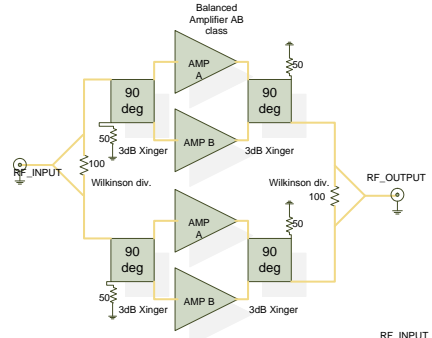 Balanced
Amplifier AB
class
50
AMP
A
90
deg
90
deg
50
AMP B
3dB Xinger
3dB Xinger
100
RF_INPUT
Wilkinson div.
Wilkinson div.
100
RF_OUTPUT
AMP
A
50
90
deg
90
deg
50
AMP B
3dB Xinger
3dB Xinger
RF_INPUT